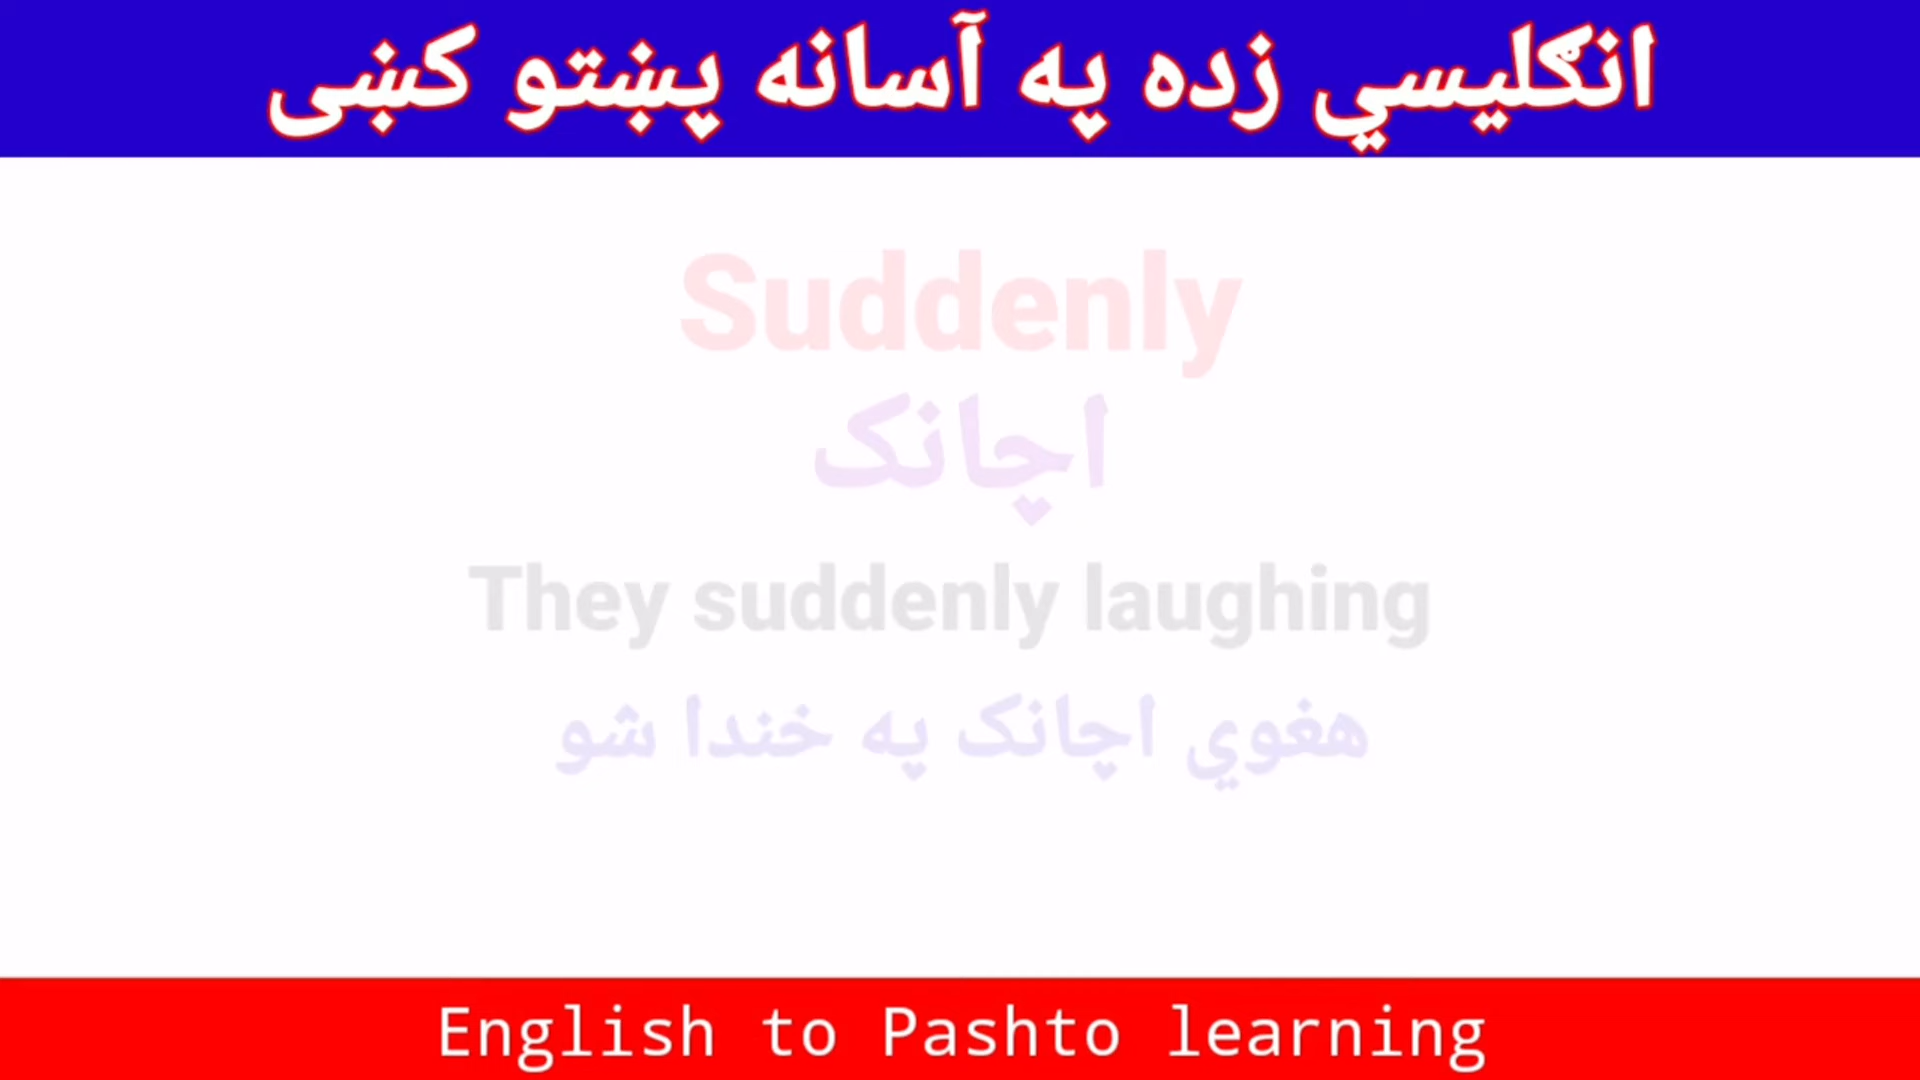 انګلیسي زده په آسانه پښتو کښی
Suddenly
اچانک
They suddenly laughing
هغوي اچانک په خندا شو
English to Pashto learning